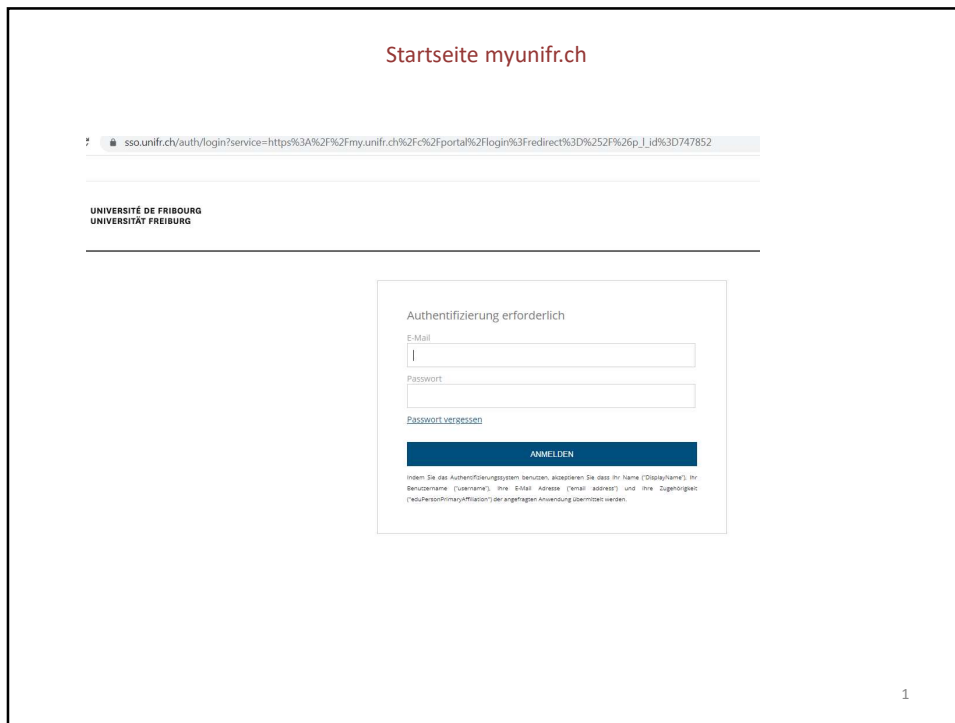 Startseite myunifr.ch
sso.unifr.ch/auth/login?service=https%3A%2F%2Fmy.unifr.ch%2Fc%2Fportal%2Flogin%3Fredirect%3D%252F%26p_l_id%3D747852
UNIVERSITÉ DE FRIBOURG
UNIVERSITÄT FREIBURG
Authentifizierung erforderlich
E-Mail
Passwort
Passwort vergessen
ANMELDEN
Indem Sie das Authentifizierungssystem benutzen, akzeptieren Sie dass Ihr Name ("DisplayName"), Ihr
Benutzername ("username"), Ihre E-Mail Adresse ("email address") und Ihre Zugehörigkeit
("eduPersonPrimaryAffiliation") der angefragten Anwendung übermittelt werden.
1